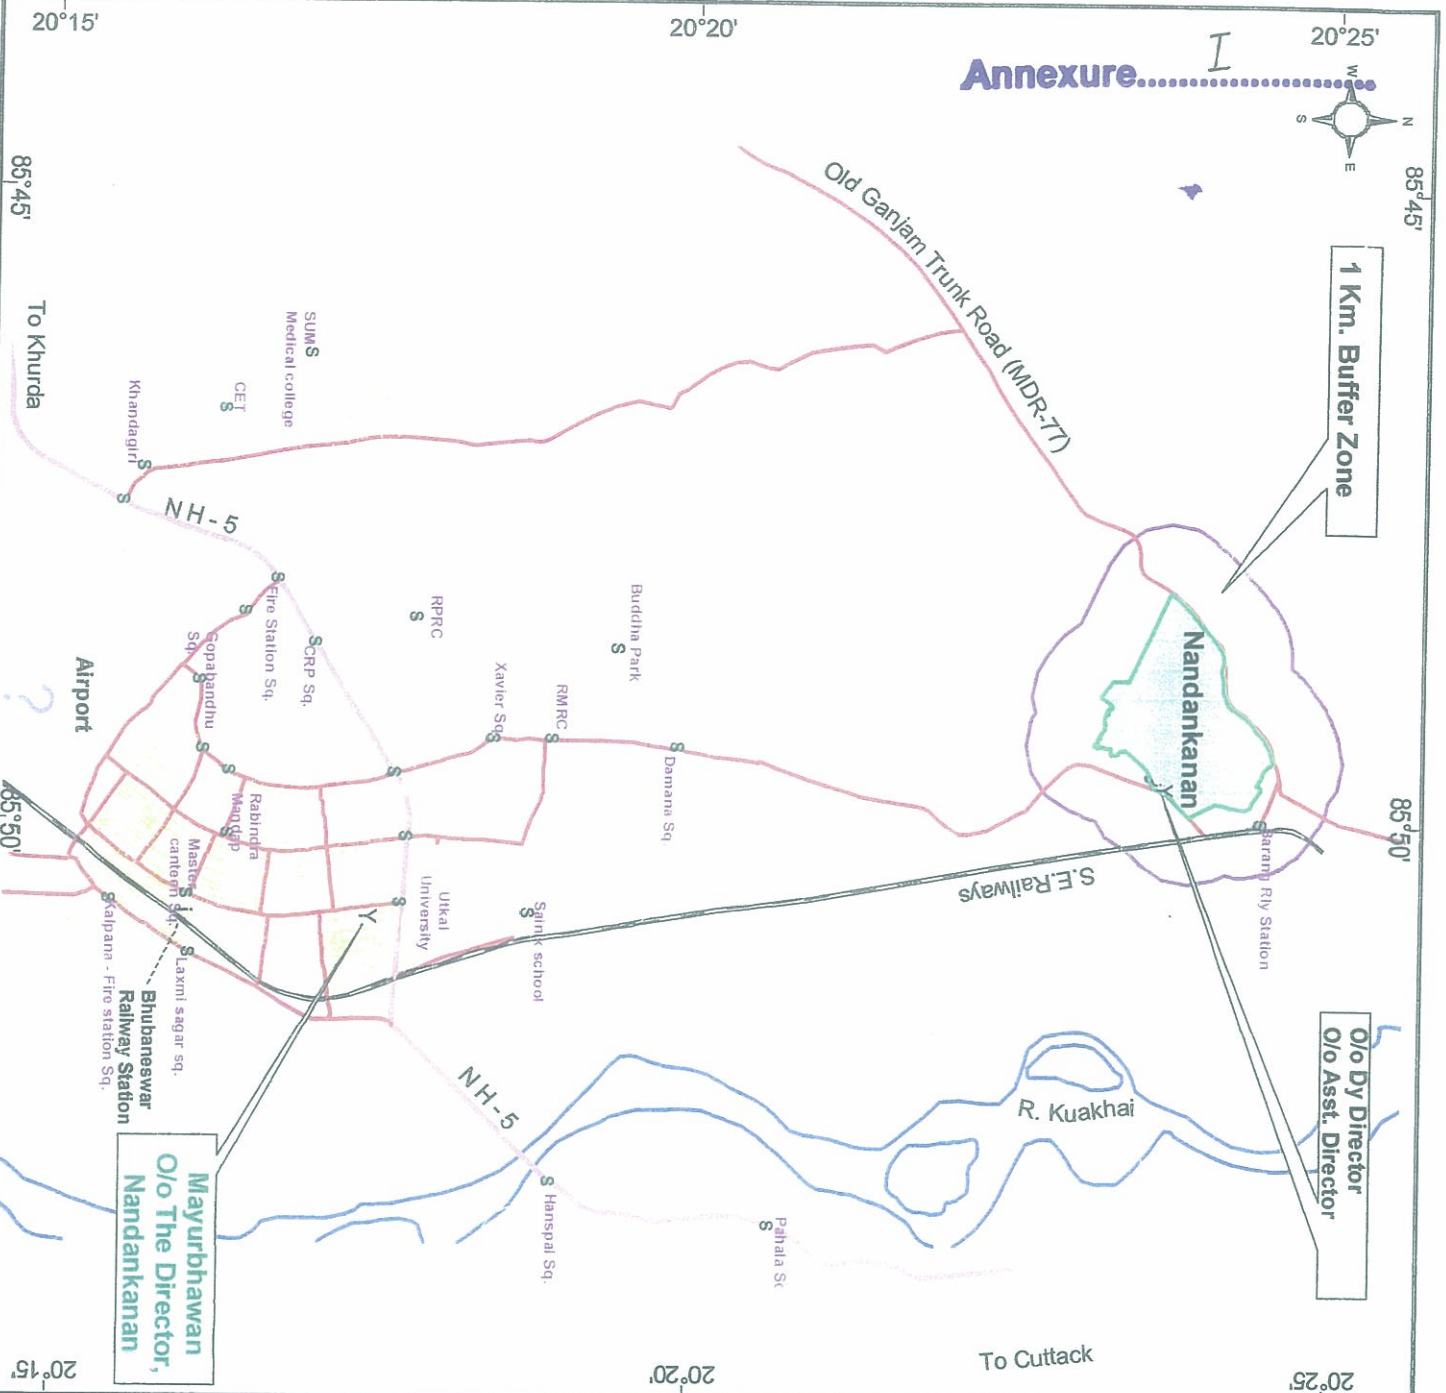 20°15'
20°20'
20°25'
Annexure............................
I
W
N
S
E
85°45'
85°45'
Old Ganjam Trunk Road (MDR-77)
1 Km. Buffer Zone
To Khurda
SUM
Medical college
CET
Khandagiri
NH-5
Fire Station Sq.
CRP Sq.
Gopabandhu
Sq.
RPRC
Buddha Park
Xavier Sq.
RMRC
Damana Sq.
Nandankanan
Airport
?
Rabindra
Mandap
Master
canteen Sq.
Utkal
University
Sainik school
S.E.Railways
Barang Rly Station
85°50'
85°50'
Kalpana - Fire station Sq.
Laxmi sagar sq.
Bhubaneswar
Railway Station
NH-5
R. Kuakhai
O/o Dy Director
O/o Asst. Director
Mayurbhawan
O/o The Director,
Nandankanan
Hanspal Sq.
Pahala
To Cuttack
20°15'
20°20'
20°25'